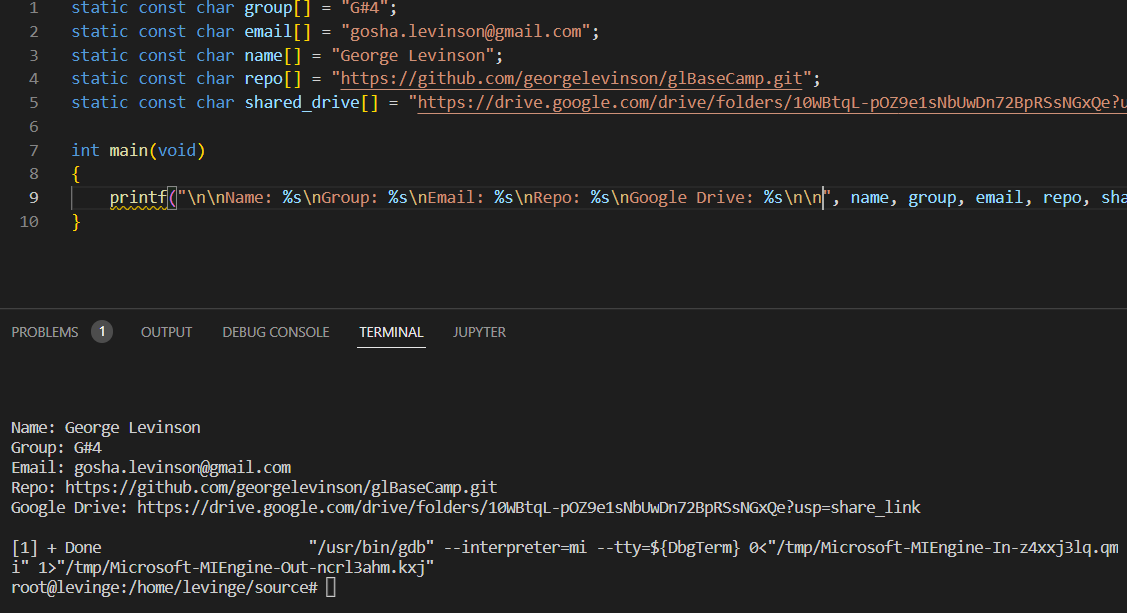 1 static const char group[] = "G#4";
2 static const char email[] = "gosha.levinson@gmail.com";
3 static const char name[] = "George Levinson";
4 static const char repo[] = "https://github.com/georgelevinson/glBaseCamp.git";
5 static const char shared_drive[] = "https://drive.google.com/drive/folders/10WBtqL-pOZ9e1sNbUwDn72BpRSsNGxQe?u
6
7 int main(void)
8 {
9 printf("\n\nName: %s\nGroup: %s\nEmail: %s\nRepo: %s\nGoogle Drive: %s\n\n", name, group, email, repo, sha
10 }
PROBLEMS 1 OUTPUT DEBUG CONSOLE TERMINAL JUPYTER
Name: George Levinson
Group: G#4
Email: gosha.levinson@gmail.com
Repo: https://github.com/georgelevinson/glBaseCamp.git
Google Drive: https://drive.google.com/drive/folders/10WBtqL-pOZ9e1sNbUwDn72BpRSsNGxQe?usp=share_link
[1] + Done "/usr/bin/gdb" --interpreter=mi --tty=${DbgTerm} 0<"/tmp/Microsoft-MIEngine-In-z4xxj3lq.qm
i" 1>"/tmp/Microsoft-MIEngine-Out-ncrl3ahm.kxj"
root@levinge:/home/levinge/source#